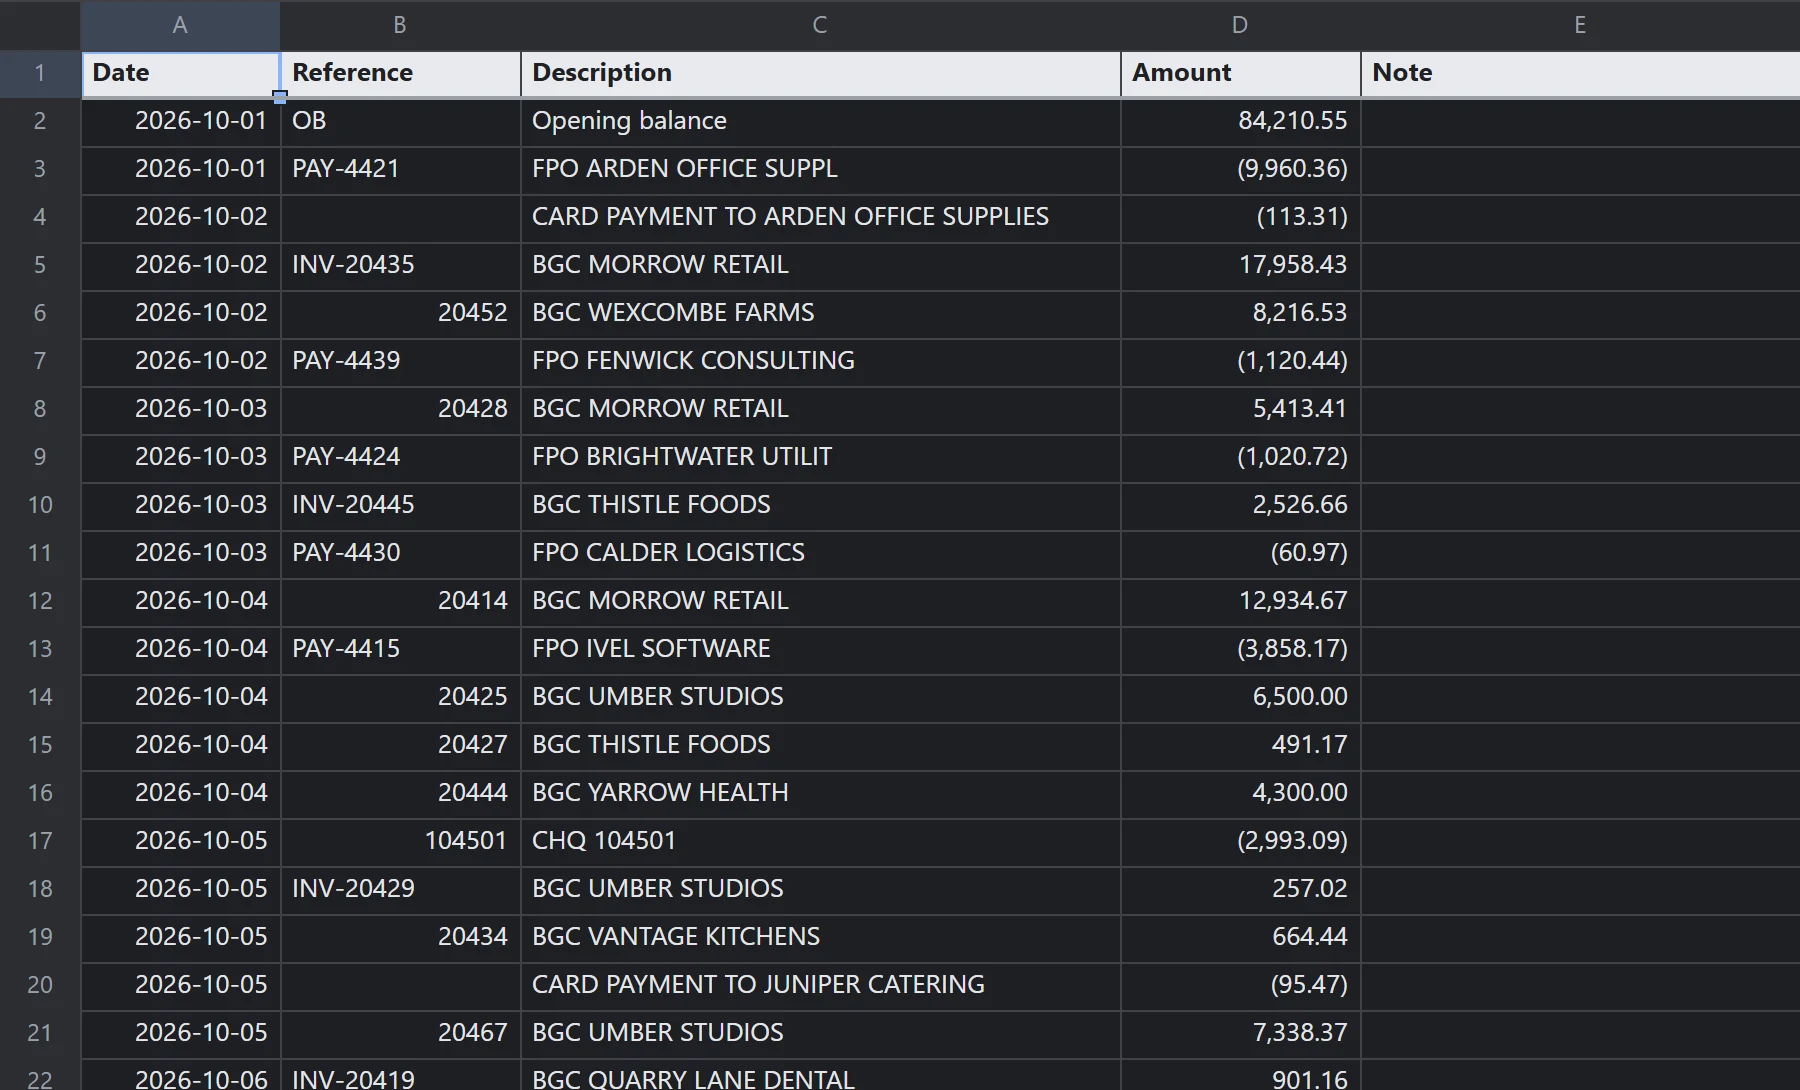 A B C D E
1 Date Reference Description Amount Note
2 2026-10-01 OB Opening balance 84,210.55
3 2026-10-01 PAY-4421 FPO ARDEN OFFICE SUPPL (9,960.36)
4 2026-10-02 CARD PAYMENT TO ARDEN OFFICE SUPPLIES (113.31)
5 2026-10-02 INV-20435 BGC MORROW RETAIL 17,958.43
6 2026-10-02 20452 BGC WEXCOMBE FARMS 8,216.53
7 2026-10-02 PAY-4439 FPO FENWICK CONSULTING (1,120.44)
8 2026-10-03 20428 BGC MORROW RETAIL 5,413.41
9 2026-10-03 PAY-4424 FPO BRIGHTWATER UTILIT (1,020.72)
10 2026-10-03 INV-20445 BGC THISTLE FOODS 2,526.66
11 2026-10-03 PAY-4430 FPO CALDER LOGISTICS (60.97)
12 2026-10-04 20414 BGC MORROW RETAIL 12,934.67
13 2026-10-04 PAY-4415 FPO IVEL SOFTWARE (3,858.17)
14 2026-10-04 20425 BGC UMBER STUDIOS 6,500.00
15 2026-10-04 20427 BGC THISTLE FOODS 491.17
16 2026-10-04 20444 BGC YARROW HEALTH 4,300.00
17 2026-10-05 104501 CHQ 104501 (2,993.09)
18 2026-10-05 INV-20429 BGC UMBER STUDIOS 257.02
19 2026-10-05 20434 BGC VANTAGE KITCHENS 664.44
20 2026-10-05 CARD PAYMENT TO JUNIPER CATERING (95.47)
21 2026-10-05 20467 BGC UMBER STUDIOS 7,338.37
22 2026-10-06 INV-20419 BGC QUARRY LANE DENTAL 901.16